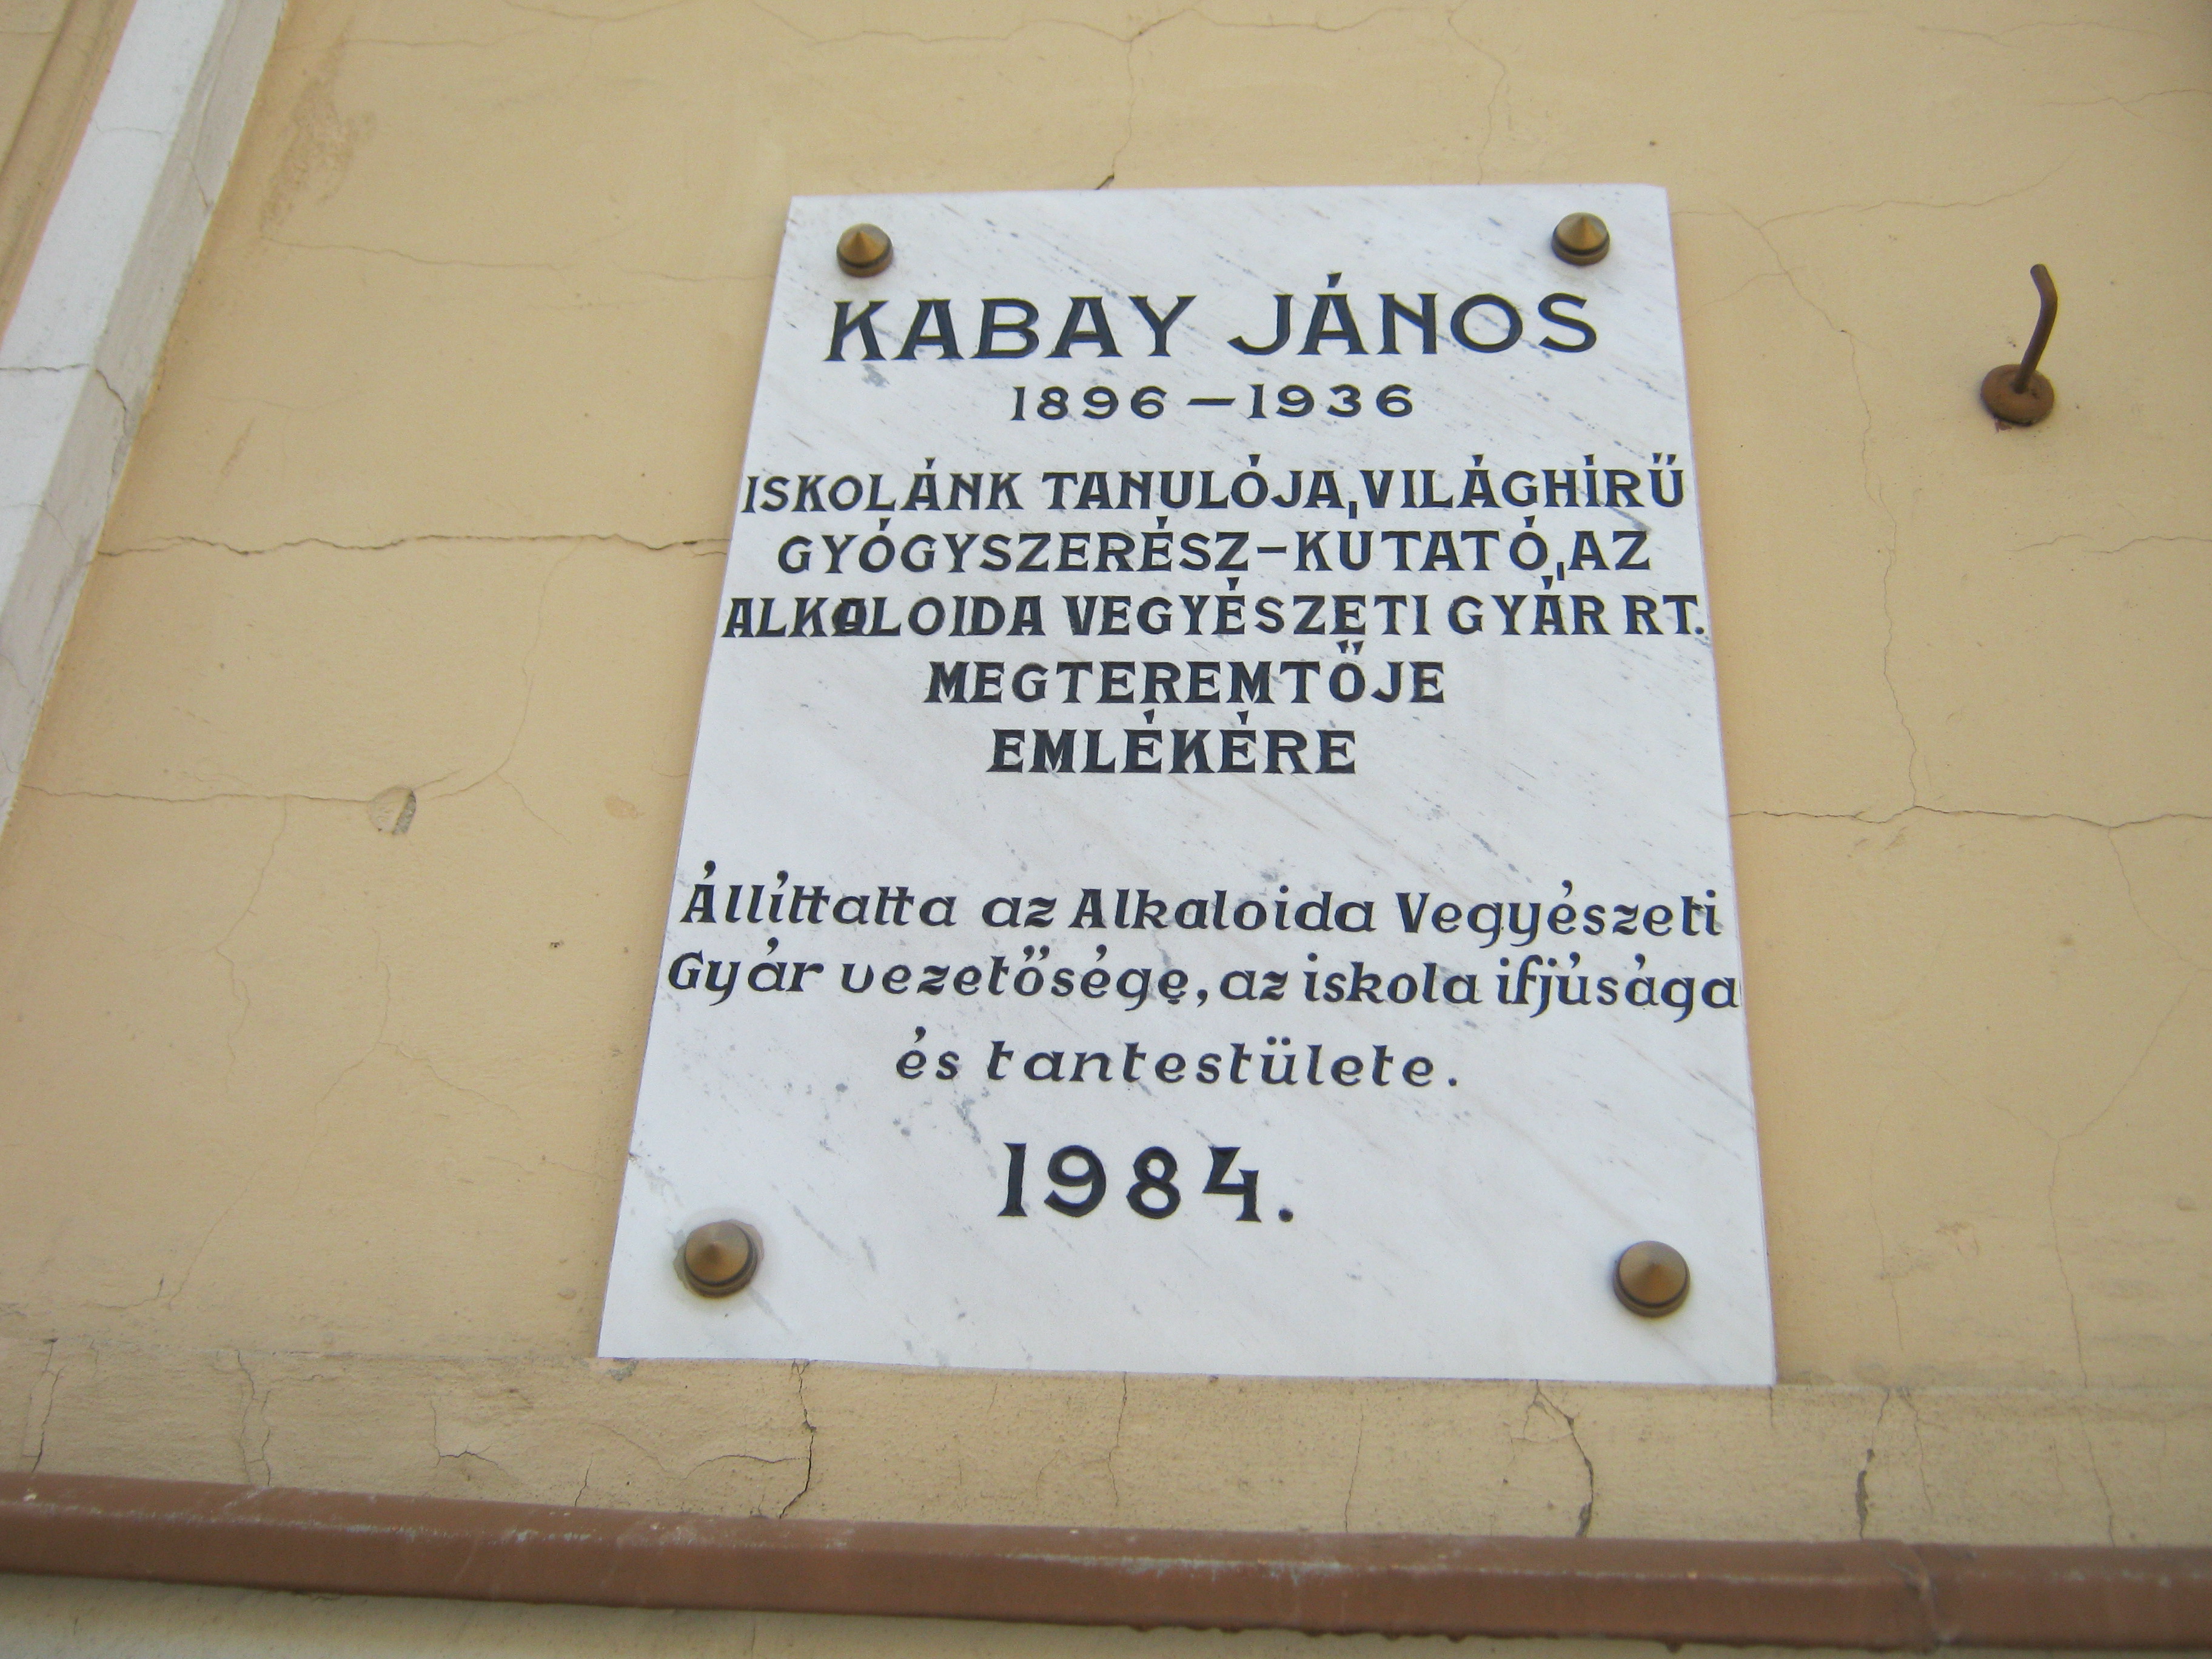 KABAY JÁNOS
1896-1936
ISKOLÁNK TANULÓJA, VILÁGHÍRŰ
GYÓGYSZERÉSZ-KUTATÓ, AZ
ALKALOIDA VEGYÉSZETI GYÁR RT.
MEGTEREMTŐJE
EMLÉKÉRE
Állíttatta az Alkaloida Vegyészeti
Gyár vezetősége, az iskola ifjúsága
és tantestülete.
1984.